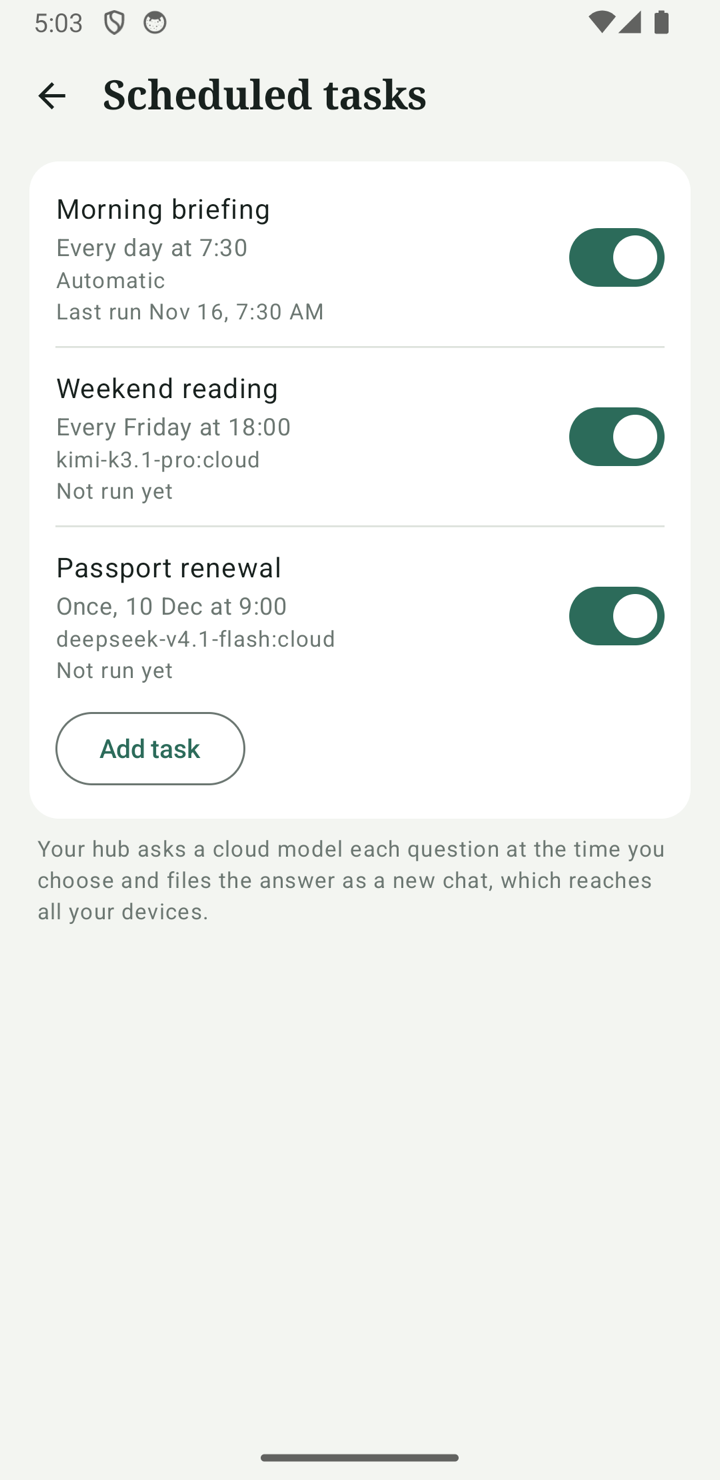 5:03
Scheduled tasks
Morning briefing
Every day at 7:30
Automatic
Last run Nov 16, 7:30 AM
Weekend reading
Every Friday at 18:00
kimi-k3.1-pro:cloud
Not run yet
Passport renewal
Once, 10 Dec at 9:00
deepseek-v4.1-flash:cloud
Not run yet
Add task
Your hub asks a cloud model each question at the time you
choose and files the answer as a new chat, which reaches
all your devices.